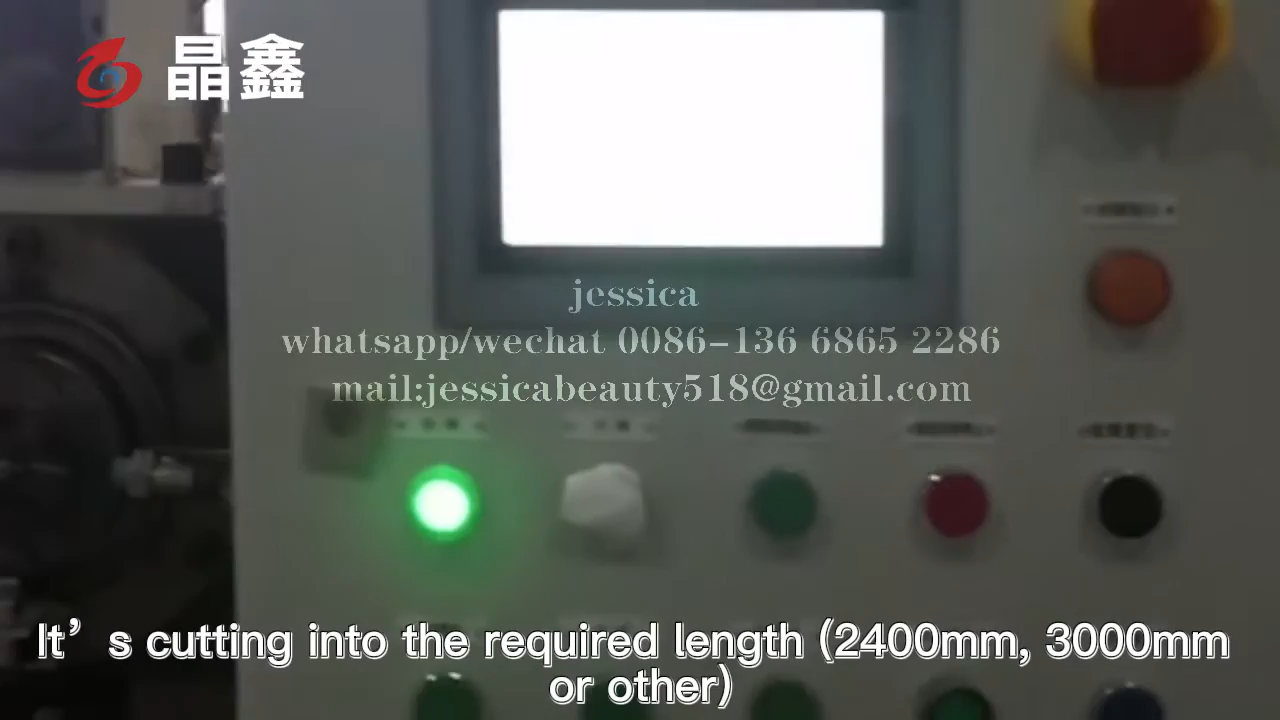 晶鑫
jessica
whatsapp/wechat 0086-136 6865 2286
mail:jessicabeauty518@gmail.com
It’s cutting into the required length (2400mm, 3000mm
or other)